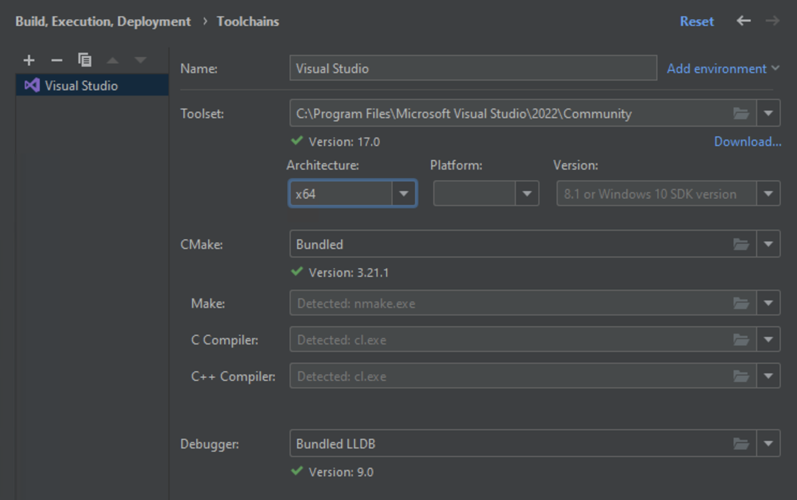 Build, Execution, Deployment › Toolchains Reset
Visual Studio
Name: Visual Studio Add environment
Toolset: C:\Program Files\Microsoft Visual Studio\2022\Community
Version: 17.0 Download...
Architecture: Platform: Version:
x64 8.1 or Windows 10 SDK version
CMake: Bundled
Version: 3.21.1
Make: Detected: nmake.exe
C Compiler: Detected: cl.exe
C++ Compiler: Detected: cl.exe
Debugger: Bundled LLDB
Version: 9.0